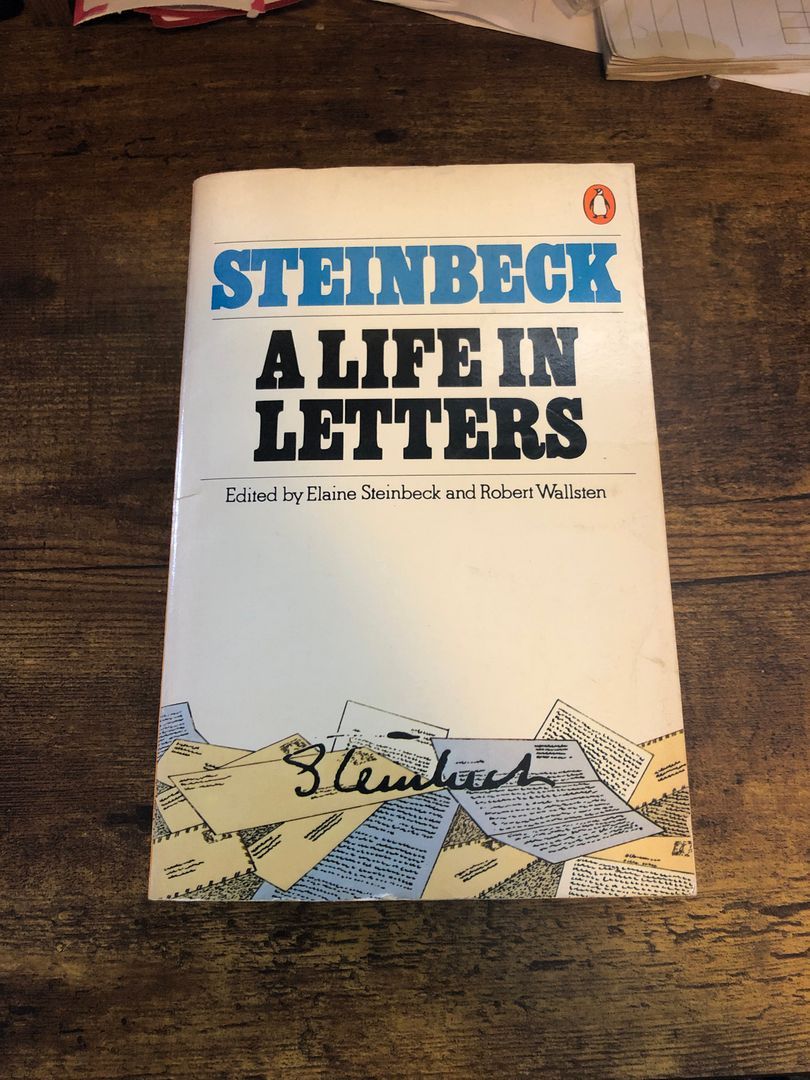 STEINBECK
A LIFE IN
LETTERS
Edited by Elaine Steinbeck and Robert Wallsten
Steinbeck